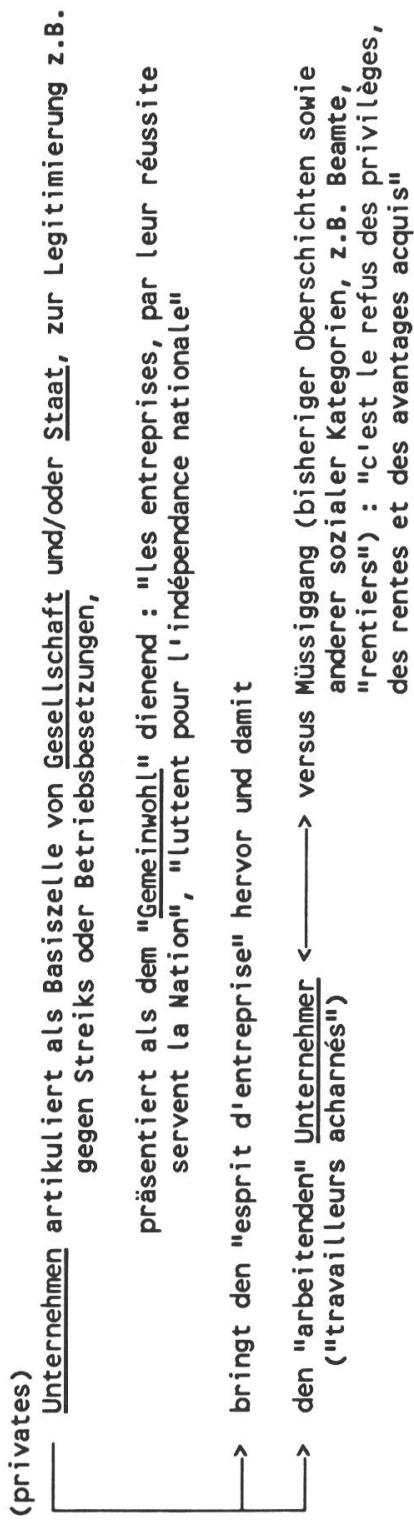 (privates)
Unternehmen artikuliert als Basiszelle von Gesellschaft und/oder Staat, zur Legitimierung z.B.
gegen Streiks oder Betriebsbesetzungen,
präsentiert als dem "Gemeinwohl" dienend : "les entreprises, par leur réussite
servent la Nation", "luttent pour l'indépendance nationale"
> bringt den "esprit d'entreprise" hervor und damit
> den "arbeitenden" Unternehmer <———> versus Müssiggang (bisheriger Oberschichten sowie
("travailleurs acharnés") anderer sozialer Kategorien, z.B. Beamte,
"rentiers") : "c'est le refus des privilèges,
des rentes et des avantages acquis"